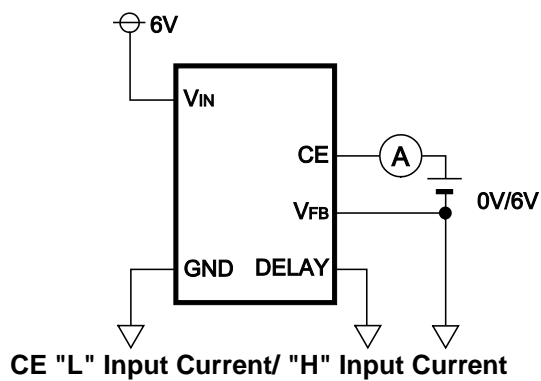 6V
VIN
CE
A
0V/6V
VFB
GND DELAY
CE "L" Input Current/ "H" Input Current